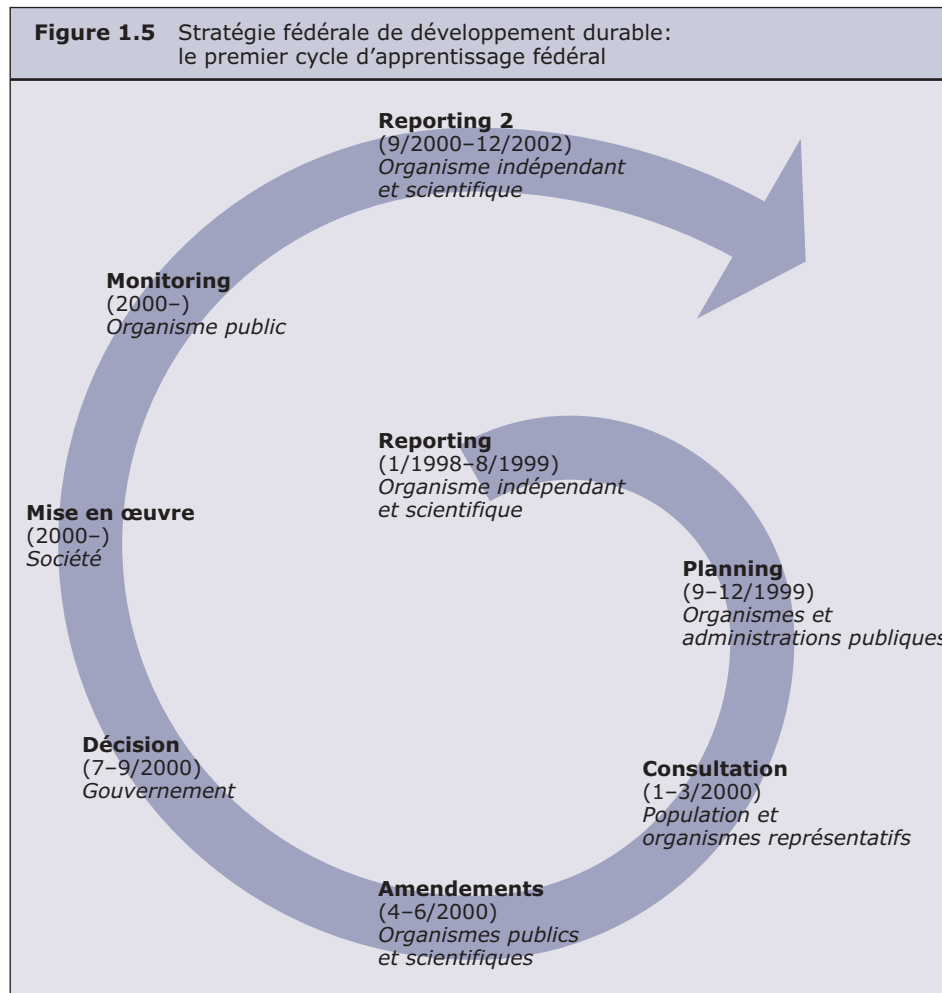 Figure 1.5 Stratégie fédérale de développement durable:
le premier cycle d'apprentissage fédéral
Reporting 2
(9/2000–12/2002)
Organisme indépendant
et scientifique
Monitoring
(2000–)
Organisme public
Reporting
(1/1998–8/1999)
Organisme indépendant
et scientifique
Mise en œuvre
(2000–)
Société
Planning
(9–12/1999)
Organismes et
administrations publiques
Décision
(7–9/2000)
Gouvernement
Consultation
(1–3/2000)
Population et
organismes représentatifs
Amendements
(4–6/2000)
Organismes publics
et scientifiques